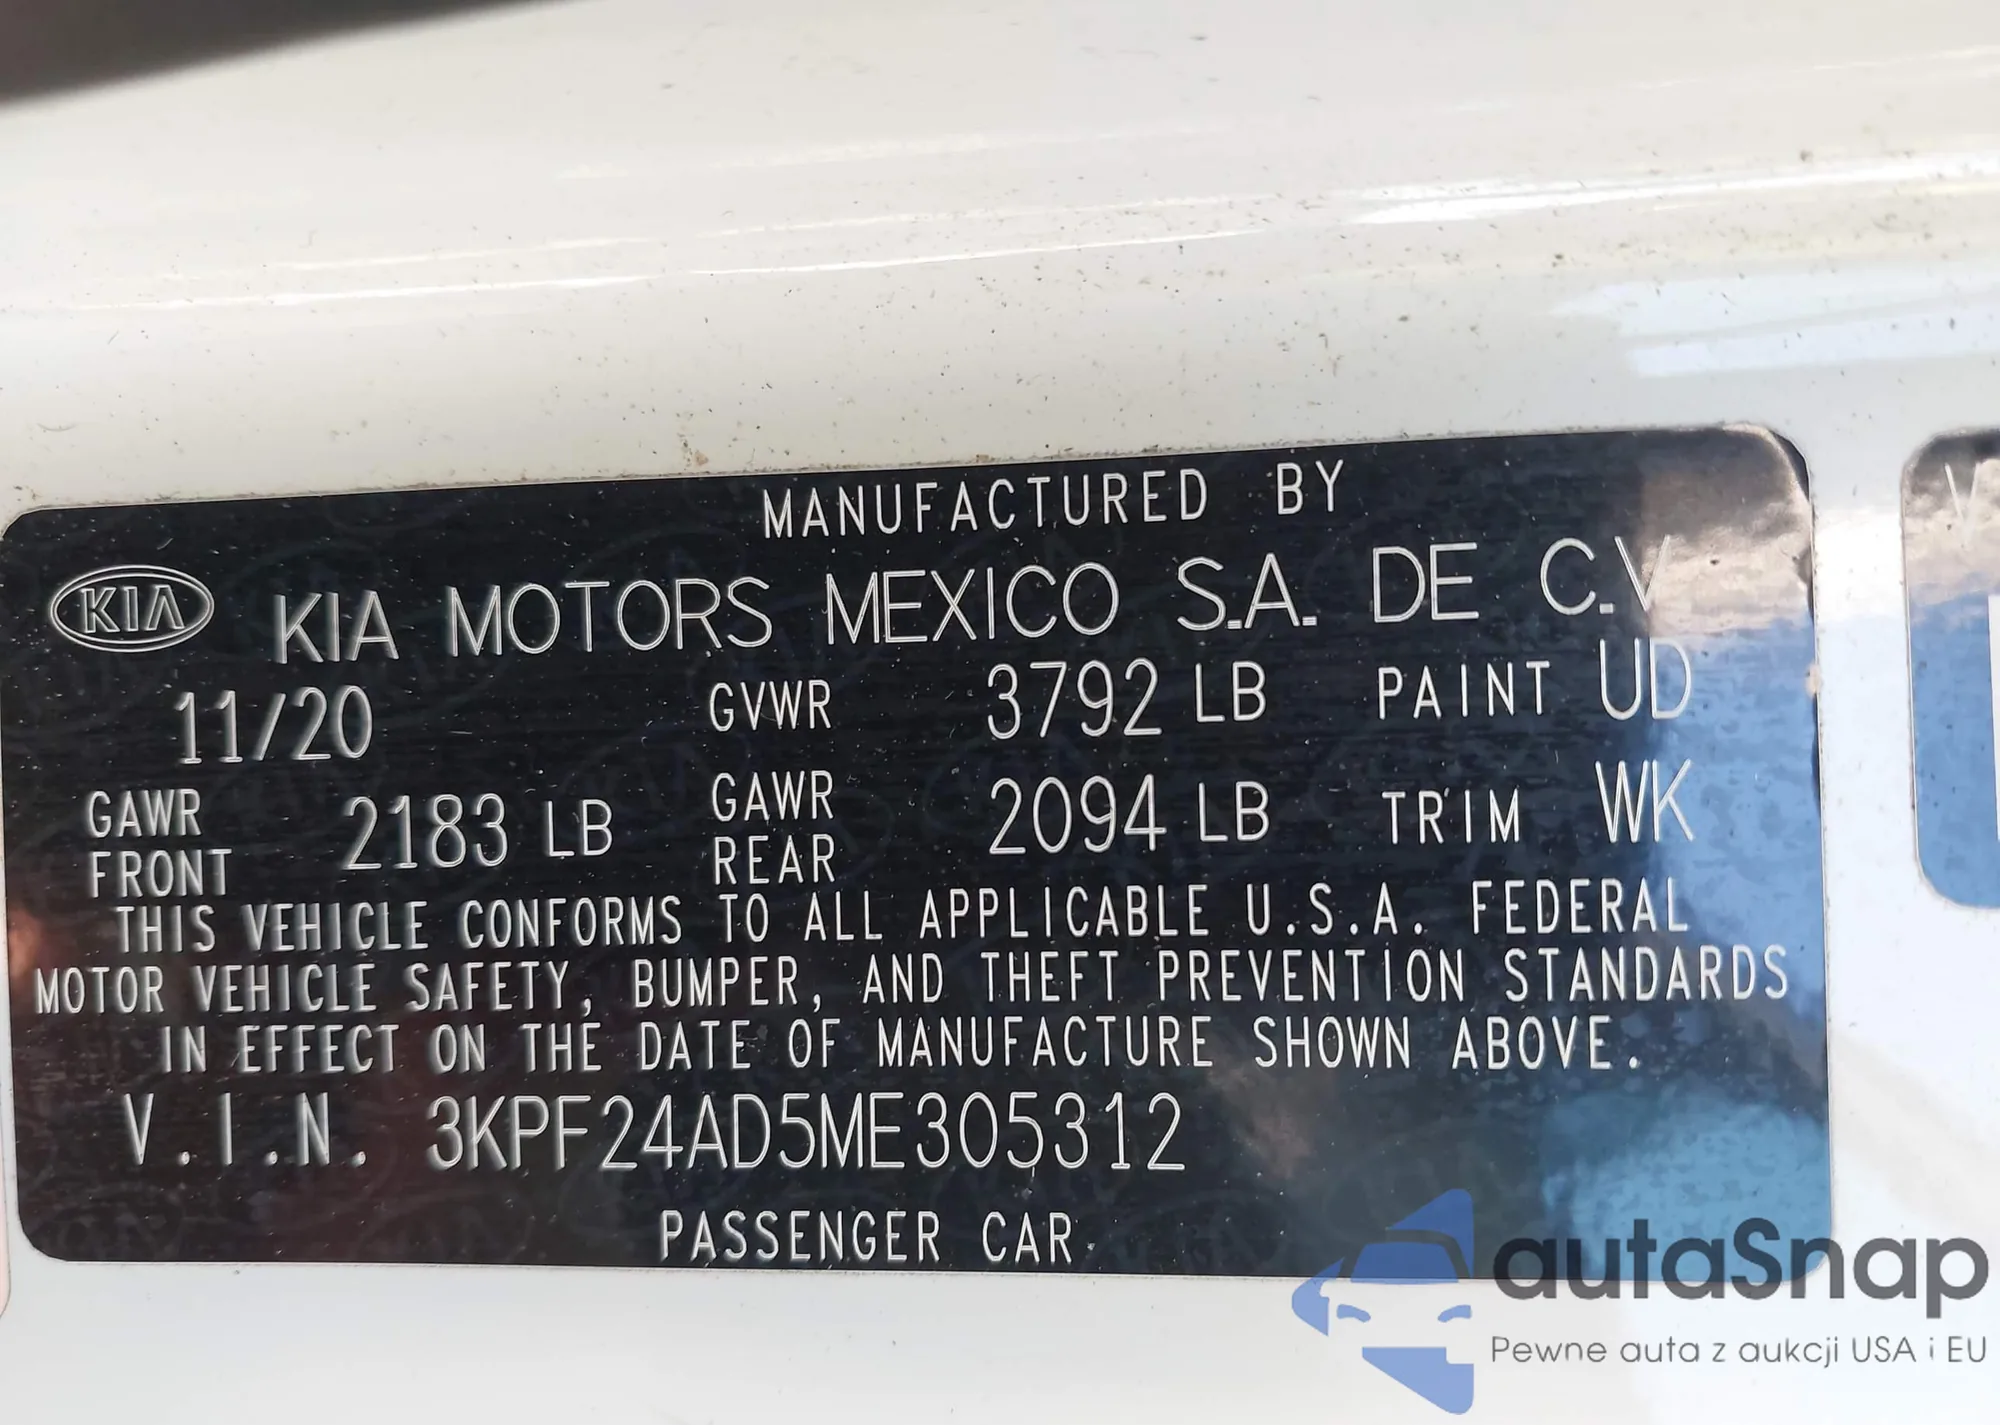 MANUFACTURED BY
KIA KIA MOTORS MEXICO S.A. DE C.V
11/20 GVWR 3792 LB PAINT UD
GAWR FRONT 2183 LB GAWR REAR 2094 LB TRIM WK
THIS VEHICLE CONFORMS TO ALL APPLICABLE U.S.A. FEDERAL
MOTOR VEHICLE SAFETY, BUMPER, AND THEFT PREVENTION STANDARDS
IN EFFECT ON THE DATE OF MANUFACTURE SHOWN ABOVE.
V.I.N. 3KPF24AD5ME305312
PASSENGER CAR
autaSnap
Pewne auta z aukcji USA i EU